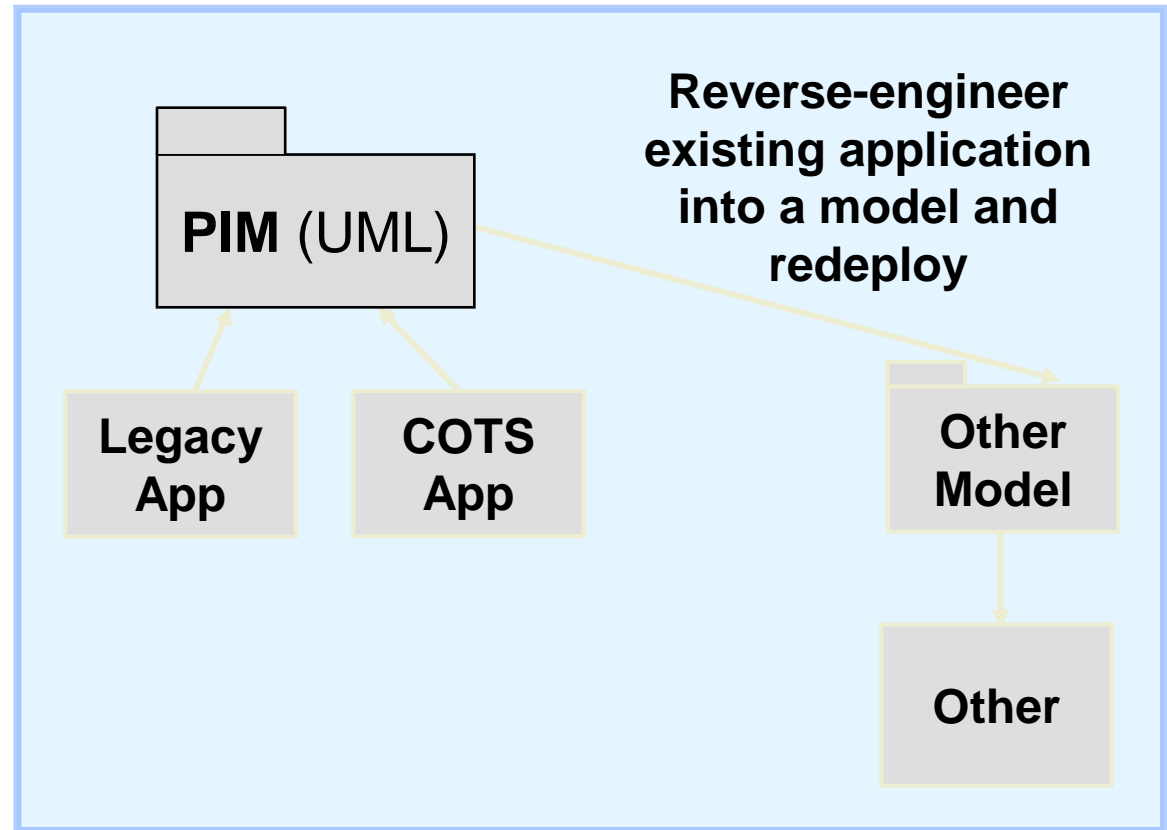 Reverse-engineer
existing application
into a model and
redeploy
PIM (UML)
Legacy
App
COTS
App
Other
Model
Other